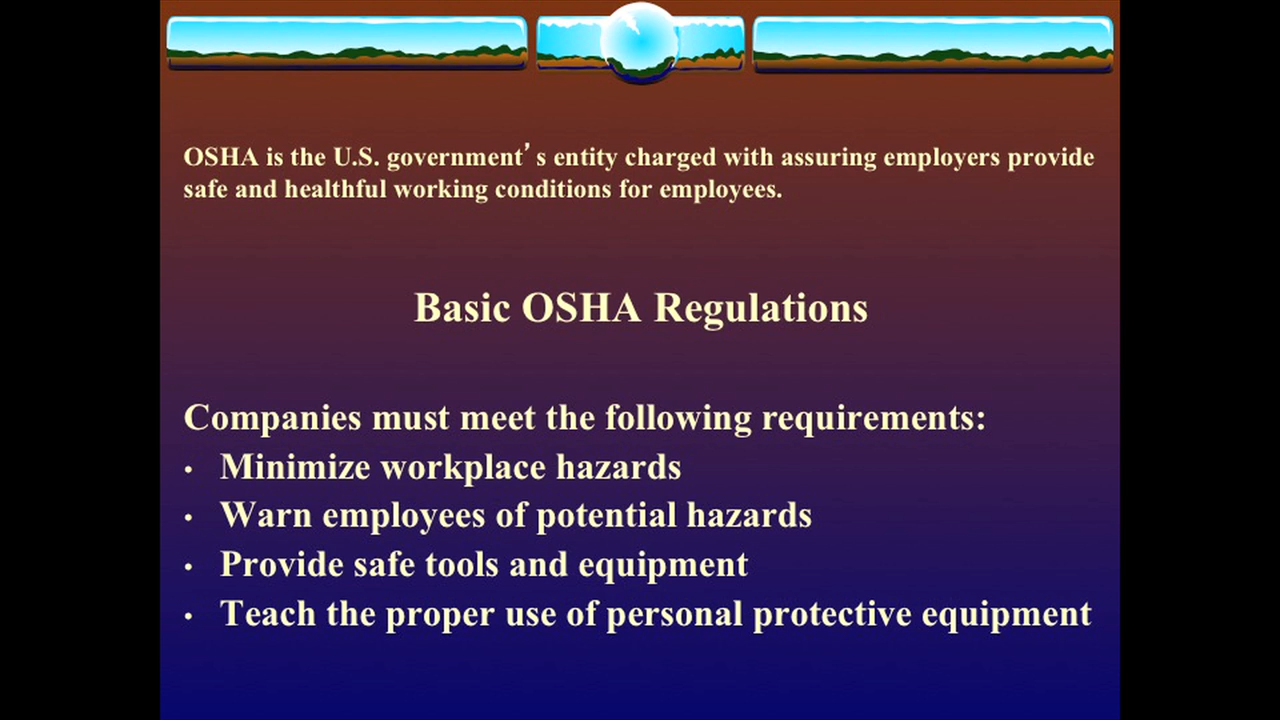 OSHA is the U.S. government’s entity charged with assuring employers provide
safe and healthful working conditions for employees.
Basic OSHA Regulations
Companies must meet the following requirements:
• Minimize workplace hazards
• Warn employees of potential hazards
• Provide safe tools and equipment
• Teach the proper use of personal protective equipment